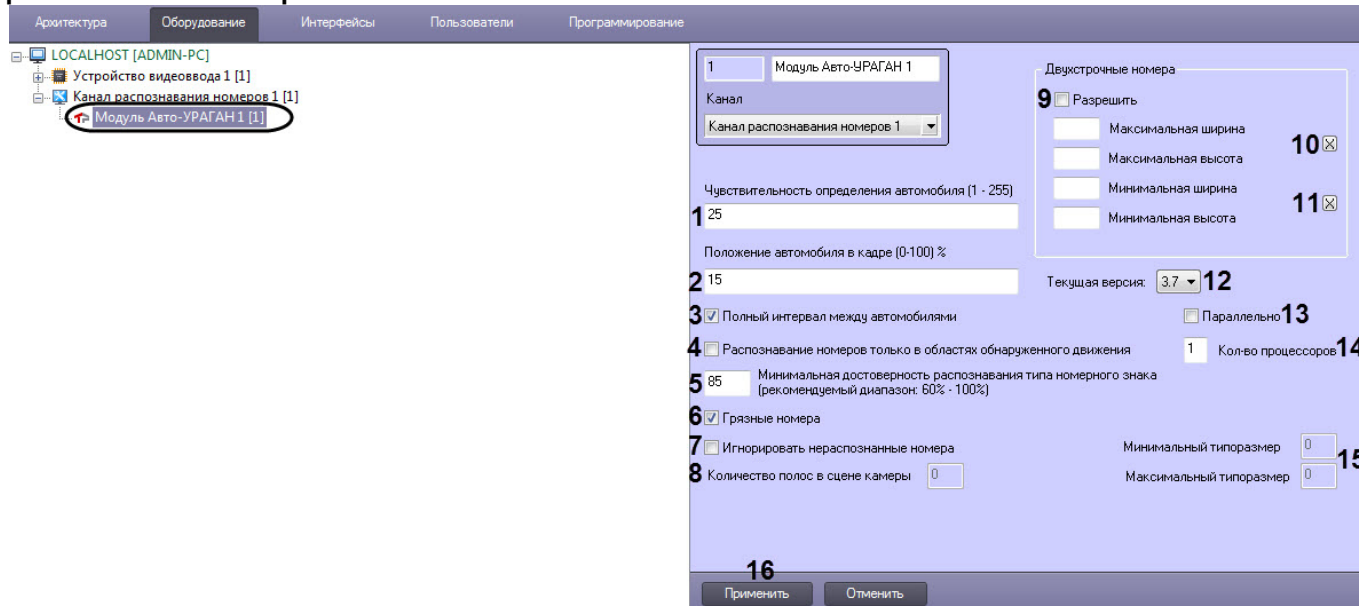 Архитектура Оборудование Интерфейсы Пользователи Программирование
LOCALHOST [ADMIN-PC]
Устройство видеоввода 1 [1]
Канал распознавания номеров 1 [1]
Модуль Авто-УРАГАН 1 [1]
1 Модуль Авто-УРАГАН 1
Канал
Канал распознавания номеров 1
Двухстрочные номера
9 Разрешить
Максимальная ширина
Максимальная высота
10
Минимальная ширина
Минимальная высота
11
Чувствительность определения автомобиля (1 - 255)
1 25
Положение автомобиля в кадре (0-100) %
2 15
Текущая версия: 3.7 12
3 Полный интервал между автомобилями
Параллельно 13
4 Распознавание номеров только в областях обнаруженного движения
1 Кол-во процессоров 14
5 85 Минимальная достоверность распознавания типа номерного знака
(рекомендуемый диапазон: 60% - 100%)
6 Грязные номера
7 Игнорировать нераспознанные номера
Минимальный типоразмер 0
15
8 Количество полос в сцене камеры 0
Максимальный типоразмер 0
16
Применить Отменить